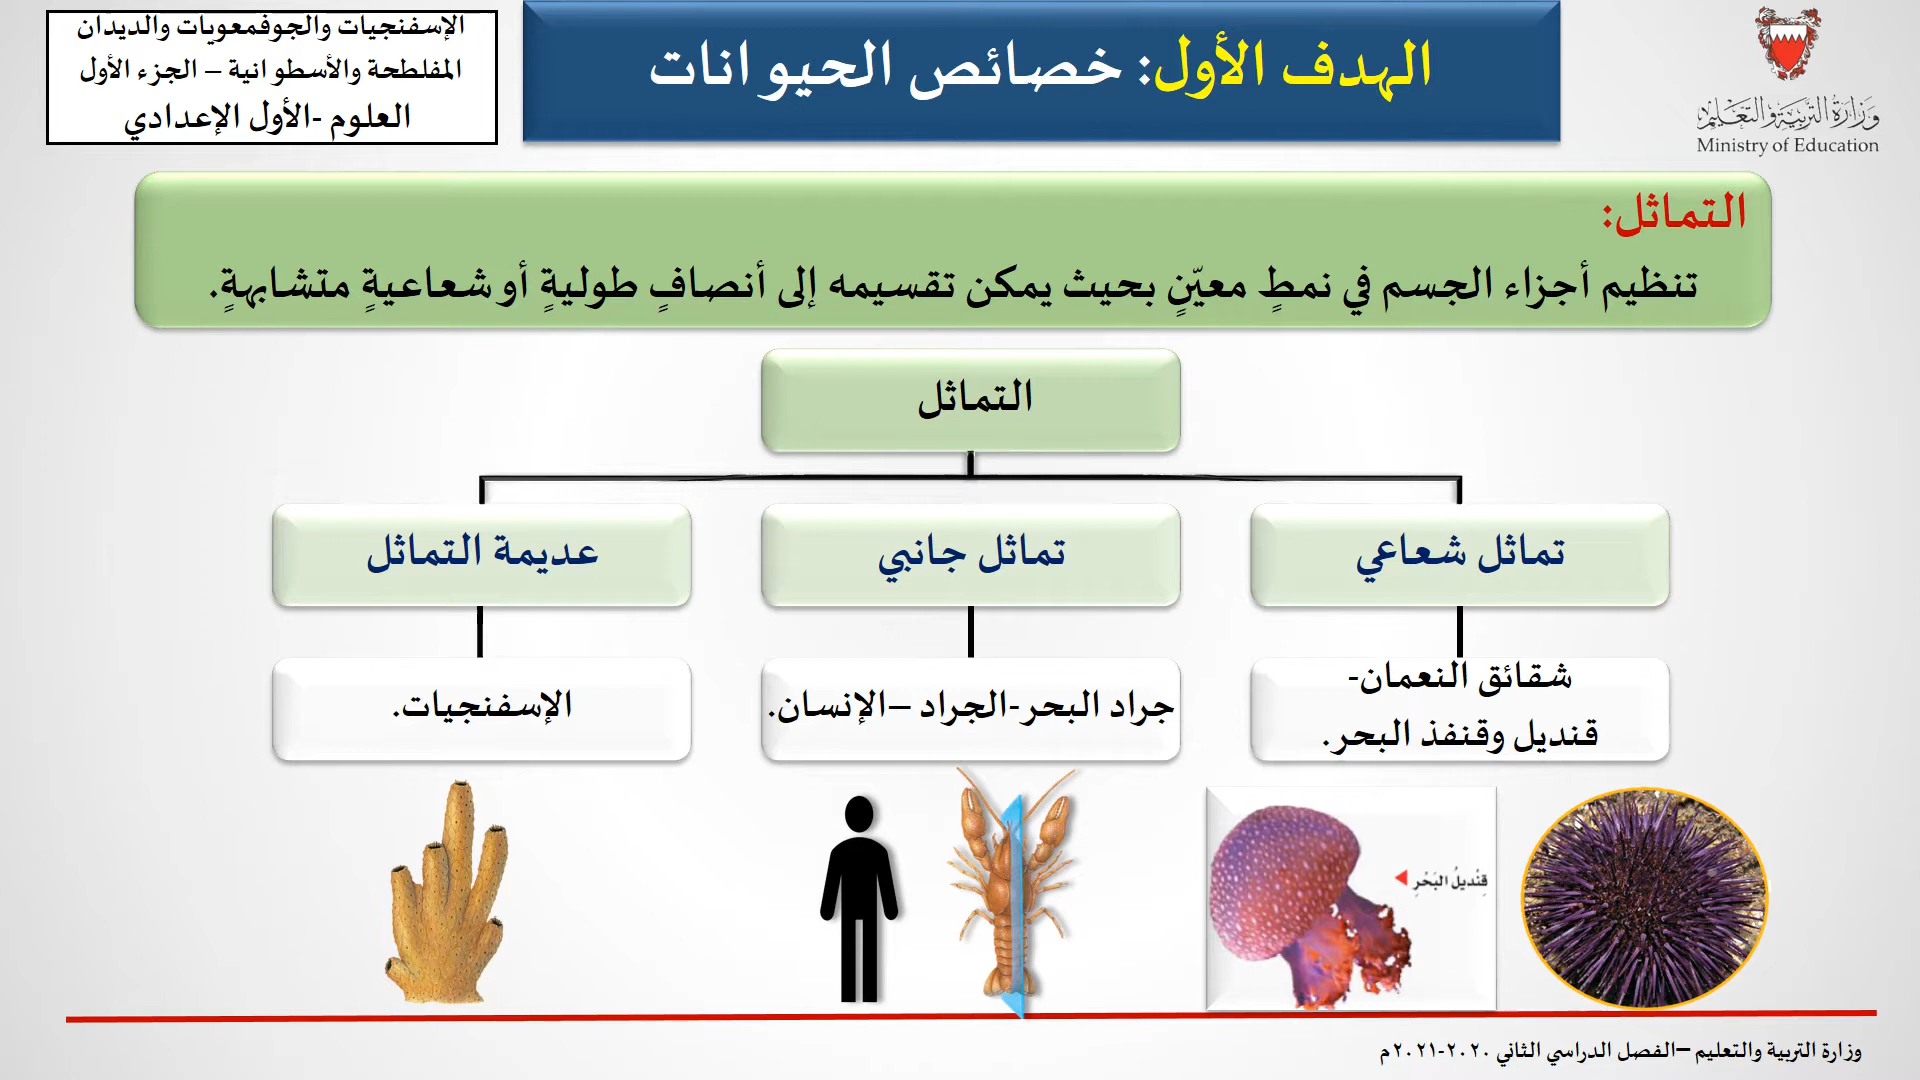 الإسفنجيات والجوفمعويات والديدان
المفلطحة والأسطوانية – الجزء الأول
العلوم -الأول الإعدادي
الهدف الأول: خصائص الحيوانات
وزارة التربية والتعليم
Ministry of Education
التماثل:
تنظيم أجزاء الجسم في نمطٍ معيّنٍ بحيث يمكن تقسيمه إلى أنصافٍ طوليةٍ أو شعاعيةٍ متشابهةٍ.
التماثل
تماثل شعاعي
تماثل جانبي
عديمة التماثل
شقائق النعمان-
قنديل وقنفذ البحر.
جراد البحر-الجراد –الإنسان.
الإسفنجيات.
قِنْديلُ البَحْرِ
وزارة التربية والتعليم –الفصل الدراسي الثاني ٢٠٢٠-٢٠٢١م